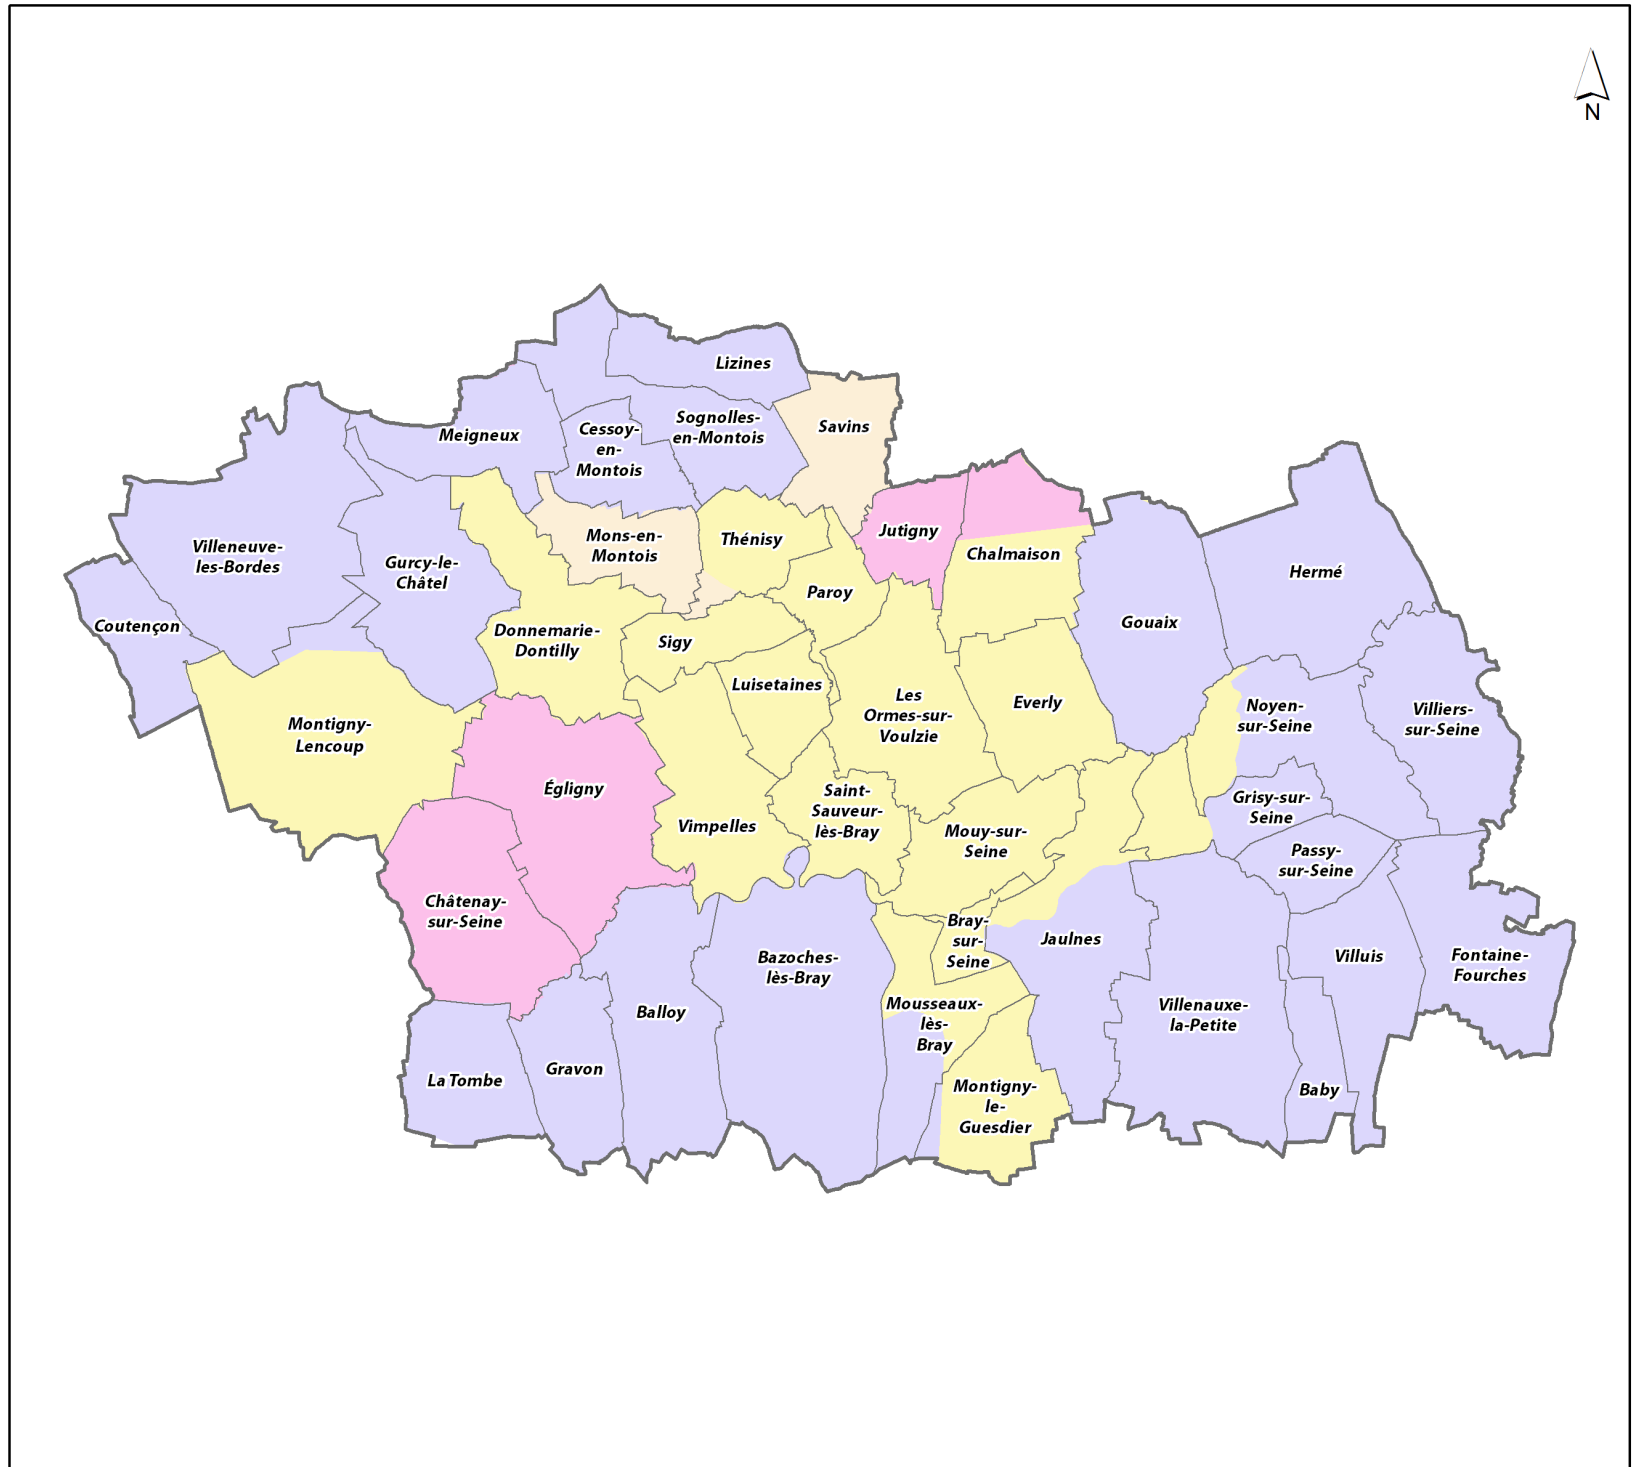 N
Lizines
Savins
Sognolles-
en-Montois
Meigneux
Cessoy-
en-
Montois
Jutigny
Thénisy
Mons-en-
Montois
Chalmaison
Villeneuve-
les-Bordes
Gurcy-le-
Châtel
Hermé
Paroy
Gouaix
Coutençon
Donnemarie-
Dontilly
Sigy
Luisetaines
Everly
Les
Ormes-sur-
Voulzie
Noyen-
sur-Seine
Villiers-
sur-Seine
Montigny-
Lencoup
Égligny
Saint-
Sauveur-
lès-Bray
Grisy-sur-
Seine
Vimpelles
Mouy-sur-
Seine
Passy-
sur-Seine
Châtenay-
sur-Seine
Bray-
sur-
Seine
Jaulnes
Bazoches-
lès-Bray
Villuis
Fontaine-
Fourches
Mousseaux-
lès-
Bray
Balloy
Villenauxe-
la-Petite
Gravon
La Tombe
Baby
Montigny-
le-
Guesdier